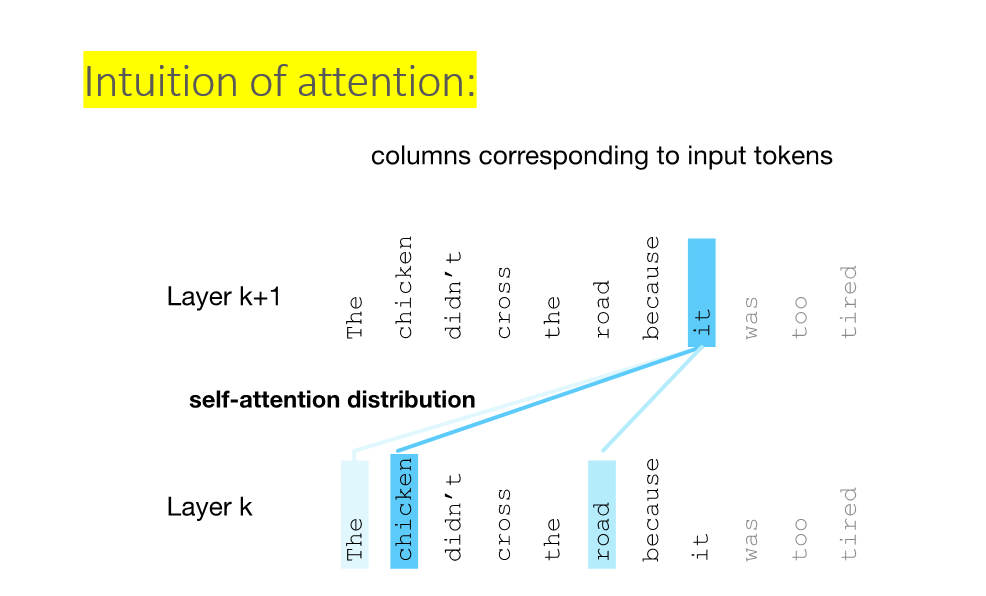 Intuition of attention:
columns corresponding to input tokens
Layer k+1
The chicken didn’t cross the road because it was too tired
self-attention distribution
Layer k
The chicken didn’t cross the road because it was too tired